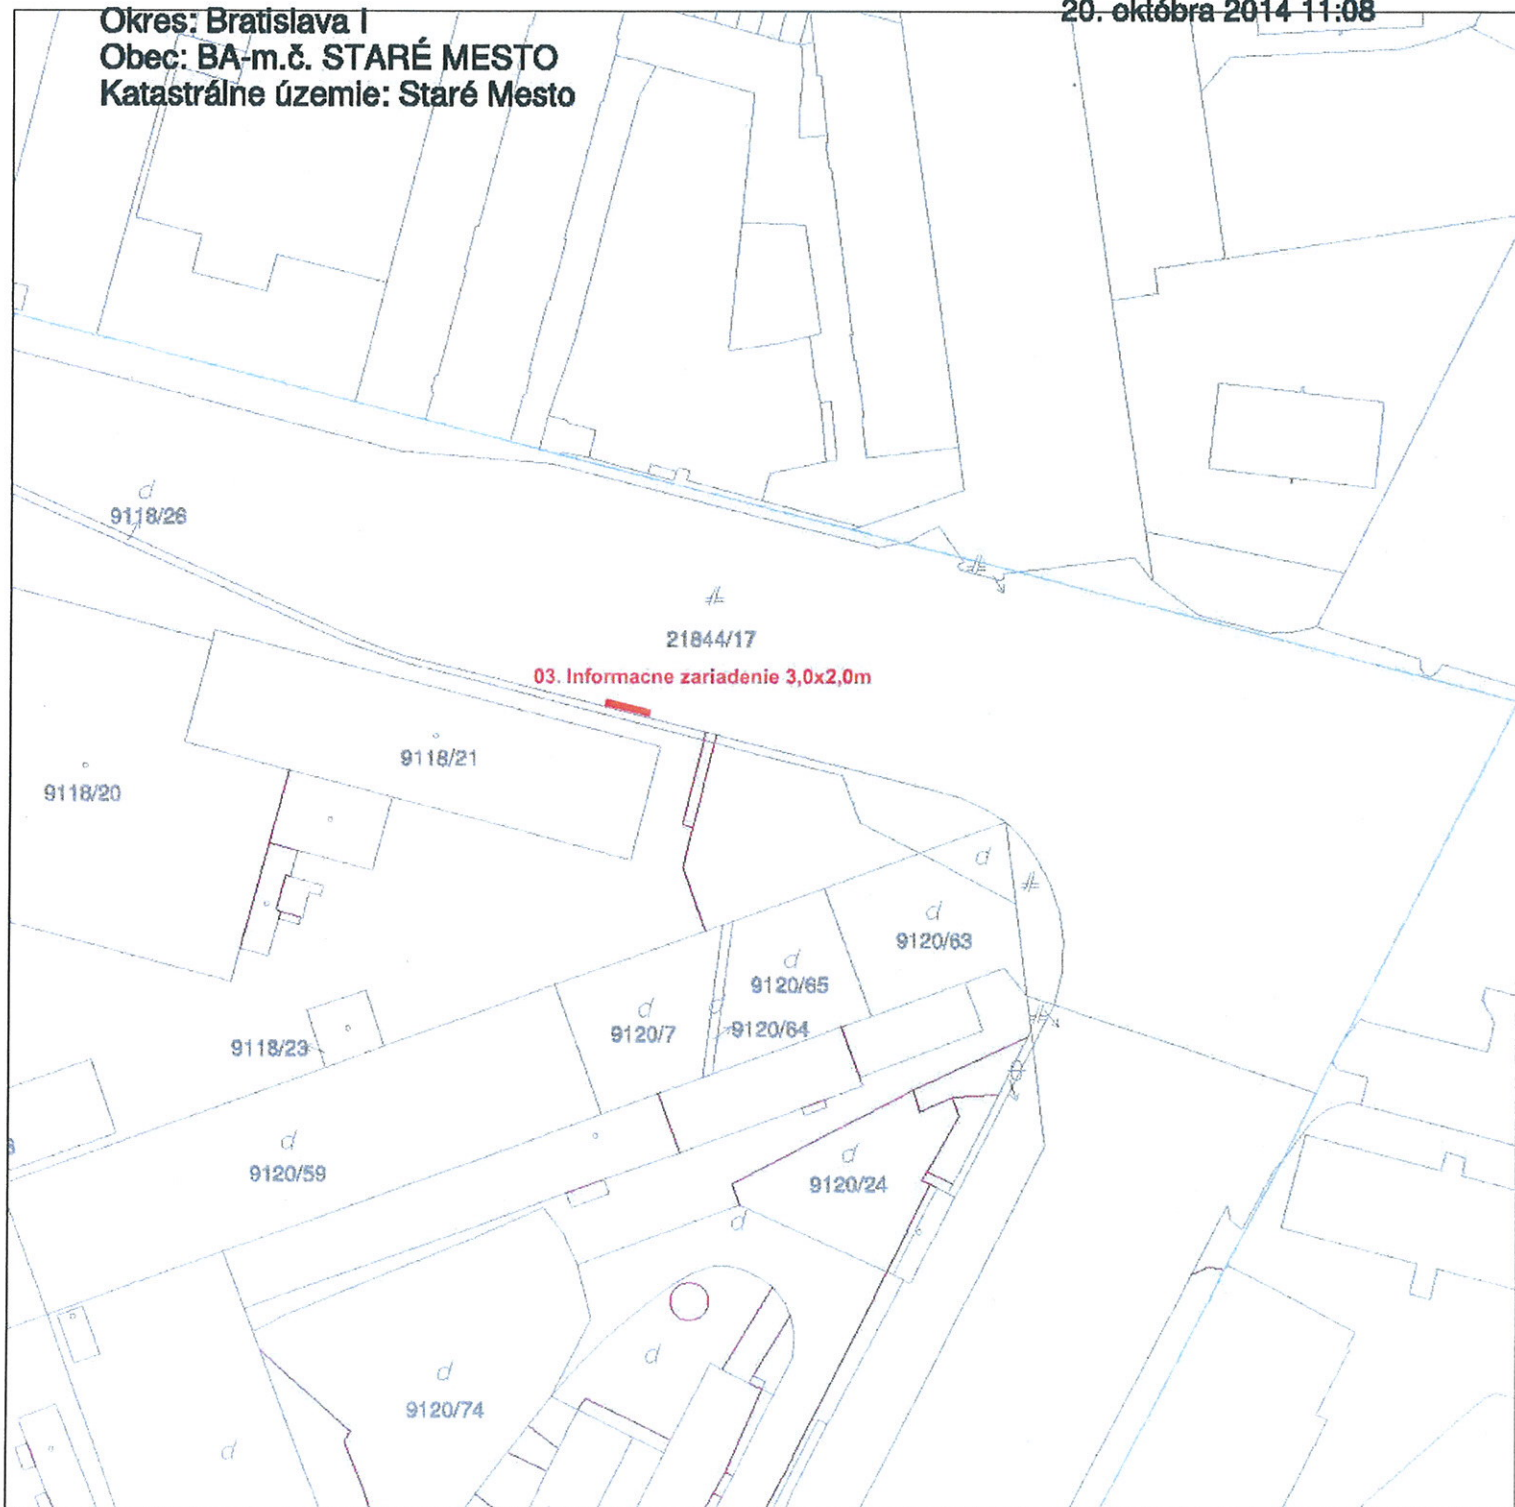 Okres: Bratislava I
20. októbra 2014 11:08
Obec: BA-m.č. STARÉ MESTO
Katastrálne územie: Staré Mesto
d
9118/26
21844/17
03. Informacne zariadenie 3,0x2,0m
9118/21
9118/20
d
d
9120/63
d
9120/65
d
9120/7
9120/64
9118/23
d
9120/59
d
9120/24
d
d
d
9120/74
d